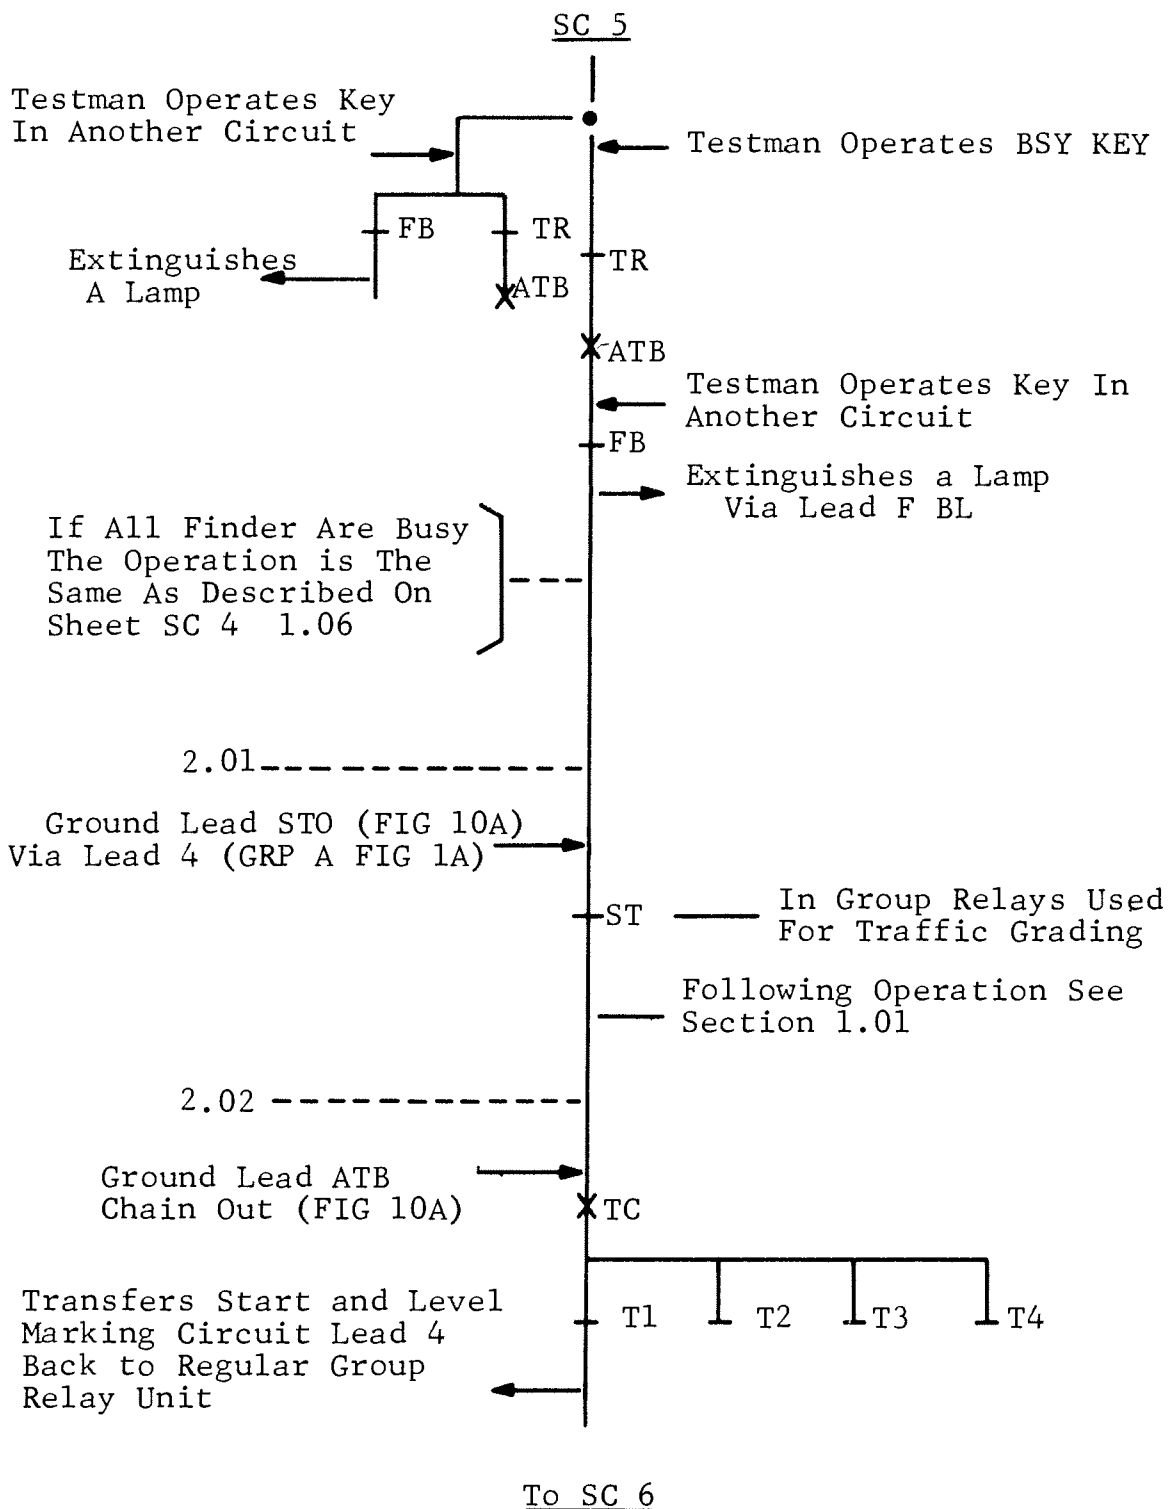 SC 5
Testman Operates Key
In Another Circuit
Testman Operates BSY KEY
FB
TR
TR
Extinguishes
A Lamp
ATB
ATB
Testman Operates Key In
Another Circuit
FB
Extinguishes a Lamp
Via Lead F BL
If All Finder Are Busy
The Operation is The
Same As Described On
Sheet SC 4 1.06
2.01
Ground Lead STO (FIG 10A)
Via Lead 4 (GRP A FIG 1A)
ST
In Group Relays Used
For Traffic Grading
Following Operation See
Section 1.01
2.02
Ground Lead ATB
Chain Out (FIG 10A)
TC
T1
T2
T3
T4
Transfers Start and Level
Marking Circuit Lead 4
Back to Regular Group
Relay Unit
To SC 6